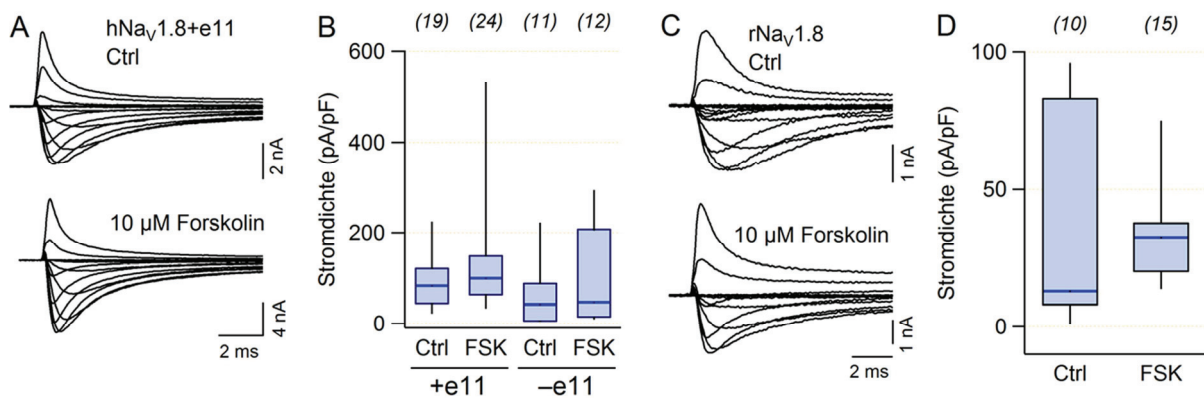 A
hNaV1.8+e11
Ctrl
2 nA
10 µM Forskolin
4 nA
2 ms
B
(19) (24) (11) (12)
600
400
200
0
Stromdichte (pA/pF)
Ctrl FSK Ctrl FSK
+e11 –e11
C
rNaV1.8
Ctrl
1 nA
10 µM Forskolin
1 nA
2 ms
D
(10) (15)
100
50
0
Stromdichte (pA/pF)
Ctrl FSK